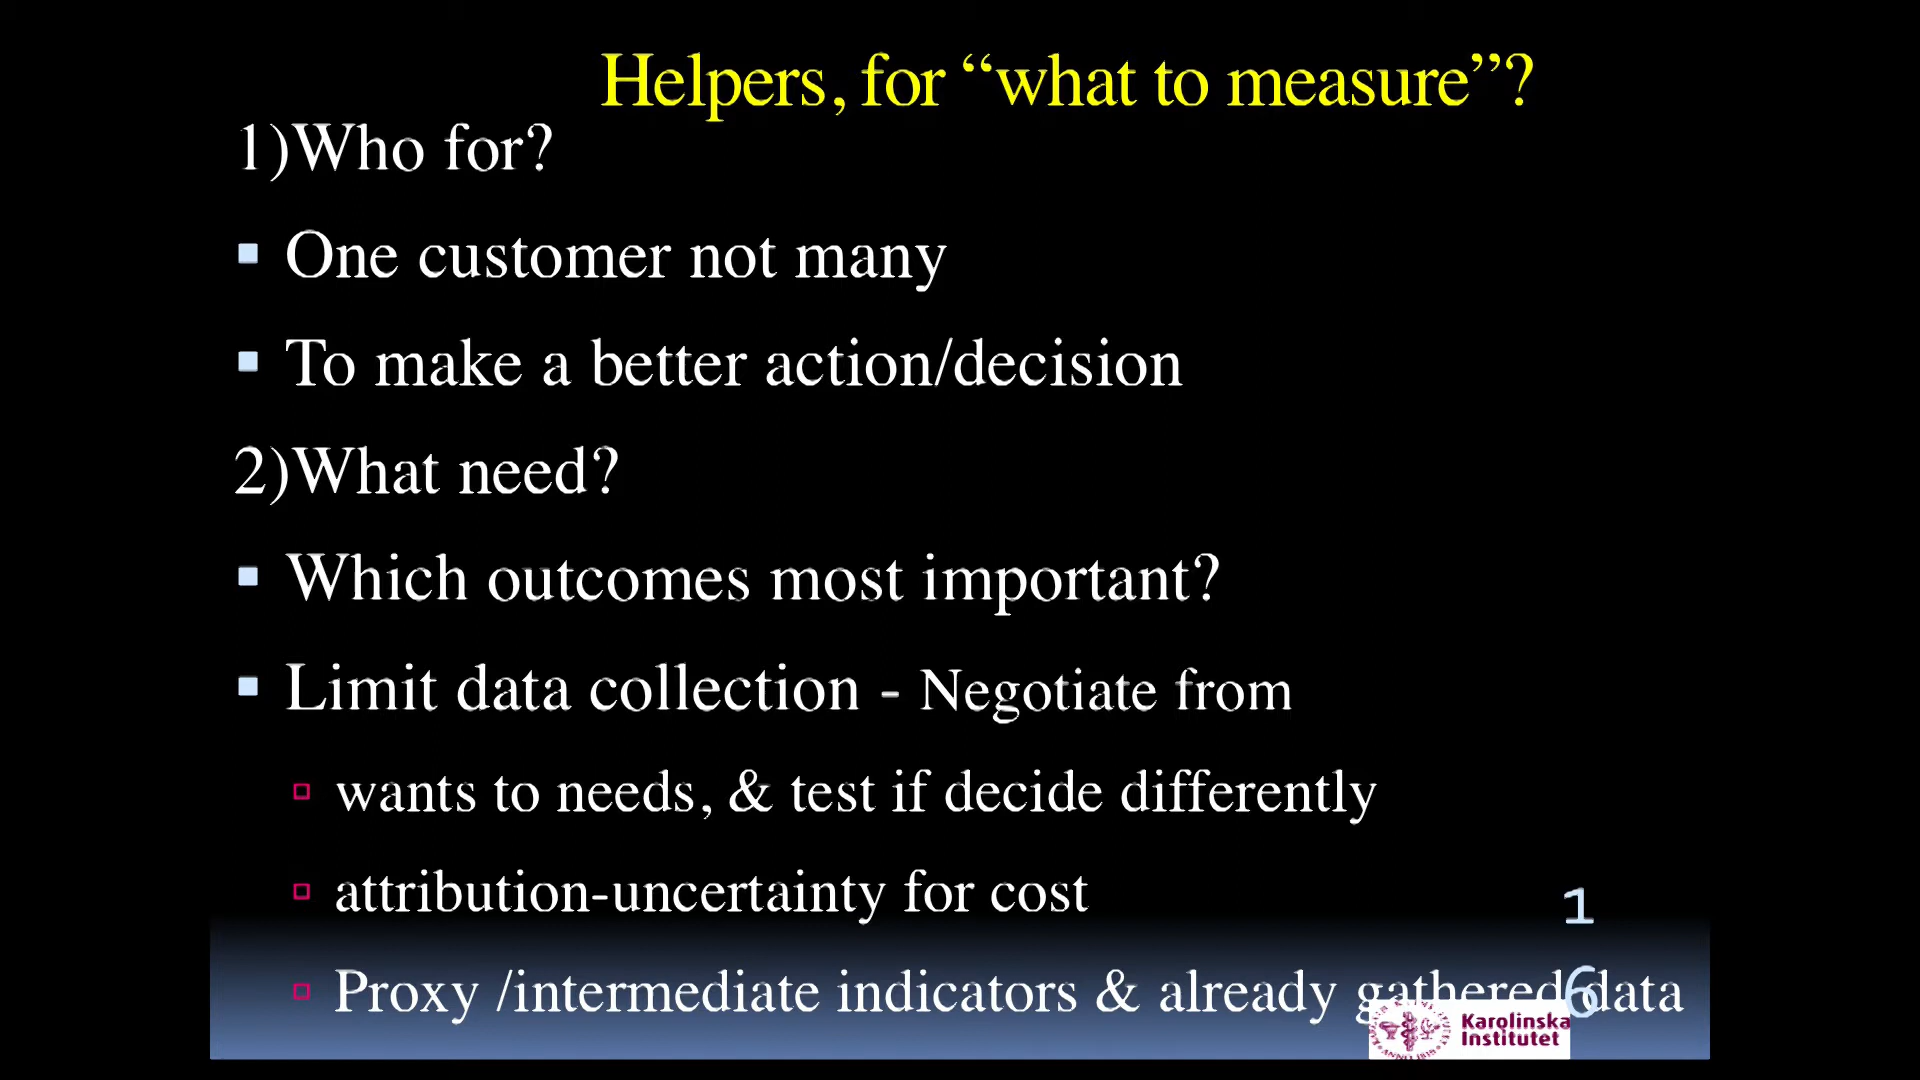 Helpers, for “what to measure”?
1)Who for?
One customer not many
To make a better action/decision
2)What need?
Which outcomes most important?
Limit data collection - Negotiate from
wants to needs, & test if decide differently
attribution-uncertainty for cost
Proxy /intermediate indicators & already gathered data
1
6
Karolinska
Institutet